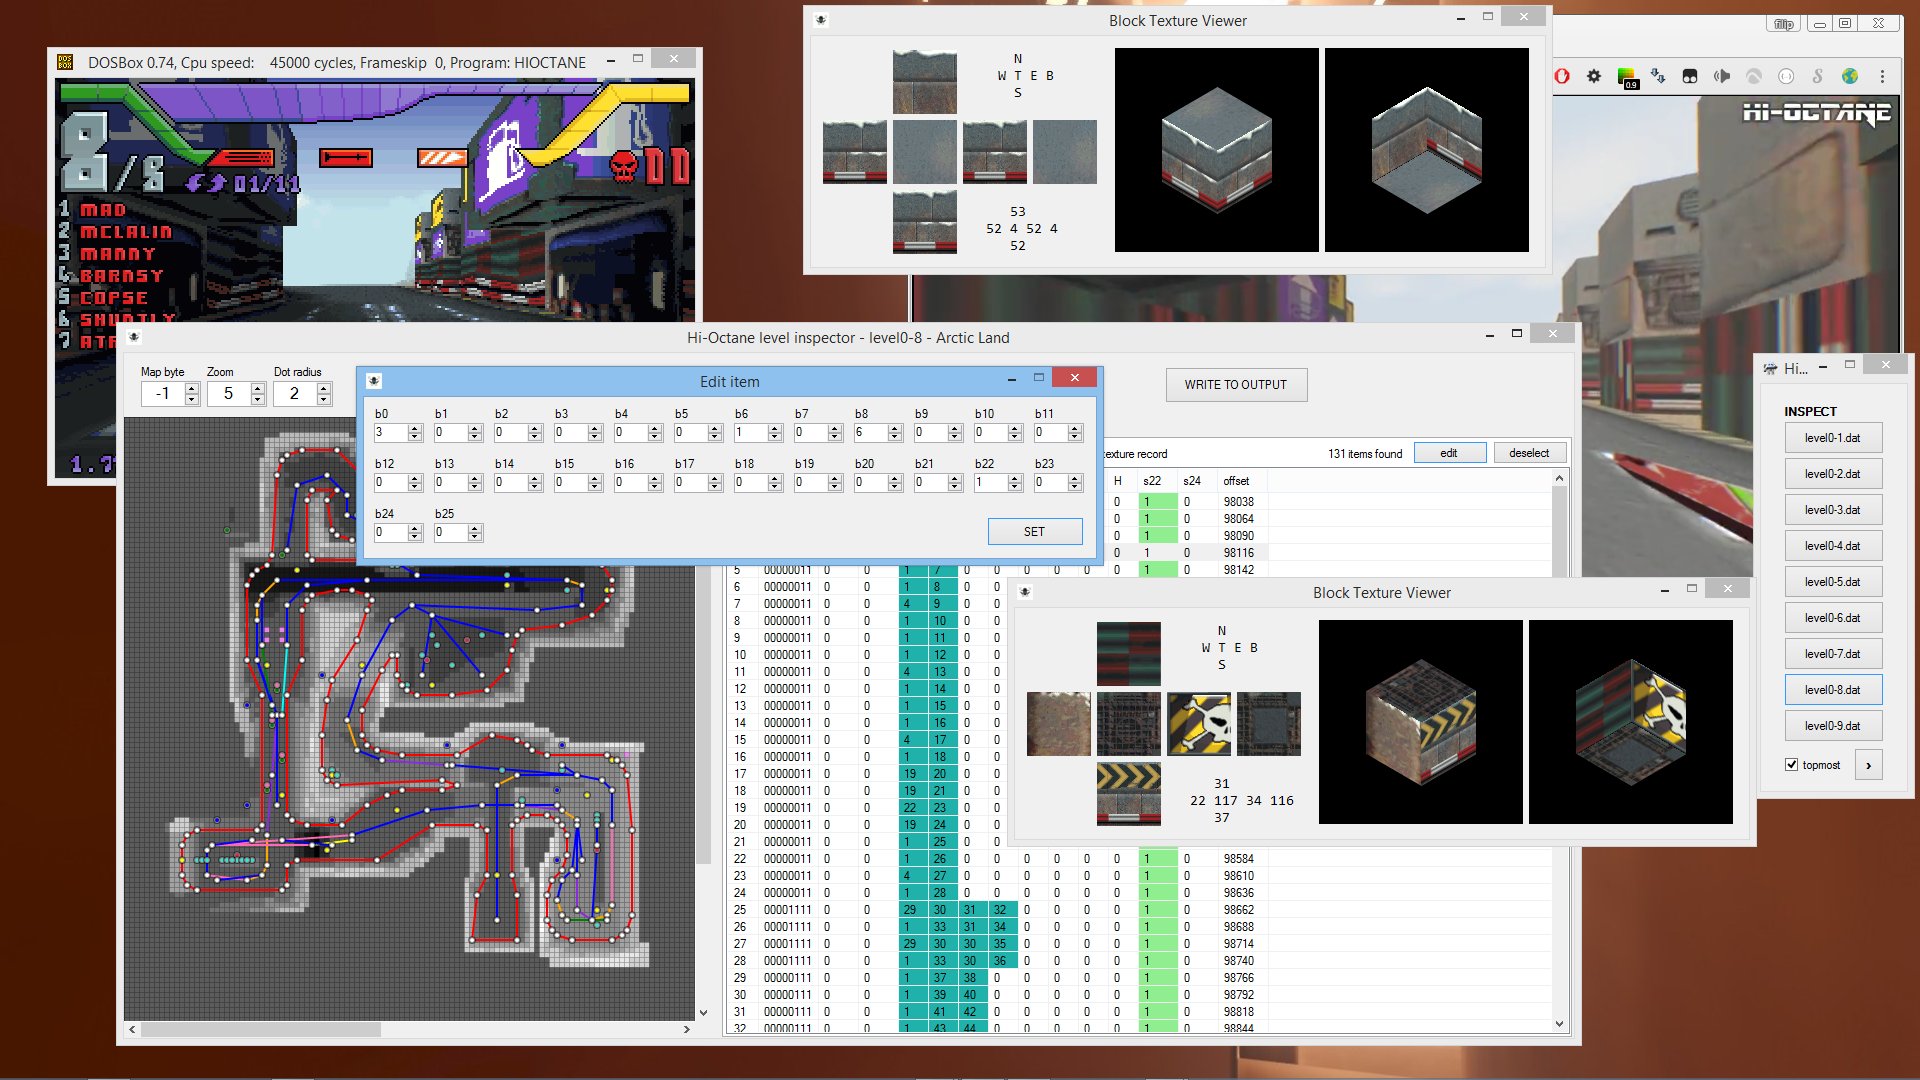 DOSBox 0.74, Cpu speed: 45000 cycles, Frameskip 0, Program: HIOCTANE
8/8
01/11
00
1 MAD
2 MCLALIN
3 MANNY
4 BARNSY
5 COPSE
6 SHUNTLY
7
Block Texture Viewer
N
W T E B
S
53
52 4 52 4
52
flip
0.9
HI-OCTANE
Hi-Octane level inspector - level0-8 - Arctic Land
Map byte Zoom Dot radius
-1 5 2
WRITE TO OUTPUT
Edit item
b0 b1 b2 b3 b4 b5 b6 b7 b8 b9 b10 b11
3 0 0 0 0 0 1 0 6 0 0 0
b12 b13 b14 b15 b16 b17 b18 b19 b20 b21 b22 b23
0 0 0 0 0 0 0 0 0 0 1 0
b24 b25
0 0
SET
texture record 131 items found edit deselect
H s22 s24 offset
0 1 0 98038
0 1 0 98064
0 1 0 98090
0 1 0 98116
5 00000011 0 0 1 7 0 0 0 0 0 0 1 0 98142
6 00000011 0 0 1 8 0 0
7 00000011 0 0 4 9 0 0
8 00000011 0 0 1 10 0 0
9 00000011 0 0 1 11 0 0
10 00000011 0 0 1 12 0 0
11 00000011 0 0 4 13 0 0
12 00000011 0 0 1 14 0 0
13 00000011 0 0 1 15 0 0
14 00000011 0 0 1 16 0 0
15 00000011 0 0 4 17 0 0
16 00000011 0 0 1 18 0 0
17 00000011 0 0 19 20 0 0
18 00000011 0 0 19 21 0 0
19 00000011 0 0 22 23 0 0
20 00000011 0 0 19 24 0 0
21 00000011 0 0 1 25 0 0
22 00000011 0 0 1 26 0 0 0 0 0 0 1 0 98584
23 00000011 0 0 4 27 0 0 0 0 0 0 1 0 98610
24 00000011 0 0 1 28 0 0 0 0 0 0 1 0 98636
25 00001111 0 0 29 30 31 32 0 0 0 0 1 0 98662
26 00001111 0 0 1 33 31 34 0 0 0 0 1 0 98688
27 00001111 0 0 29 30 30 35 0 0 0 0 1 0 98714
28 00001111 0 0 1 33 30 36 0 0 0 0 1 0 98740
29 00000111 0 0 1 37 38 0 0 0 0 0 1 0 98766
30 00000111 0 0 1 39 40 0 0 0 0 0 1 0 98792
31 00000111 0 0 1 41 42 0 0 0 0 0 1 0 98818
32 00000111 0 0 1 43 44 0 0 0 0 0 1 0 98844
Block Texture Viewer
N
W T E B
S
31
22 117 34 116
37
Hi...
INSPECT
level0-1.dat
level0-2.dat
level0-3.dat
level0-4.dat
level0-5.dat
level0-6.dat
level0-7.dat
level0-8.dat
level0-9.dat
topmost >